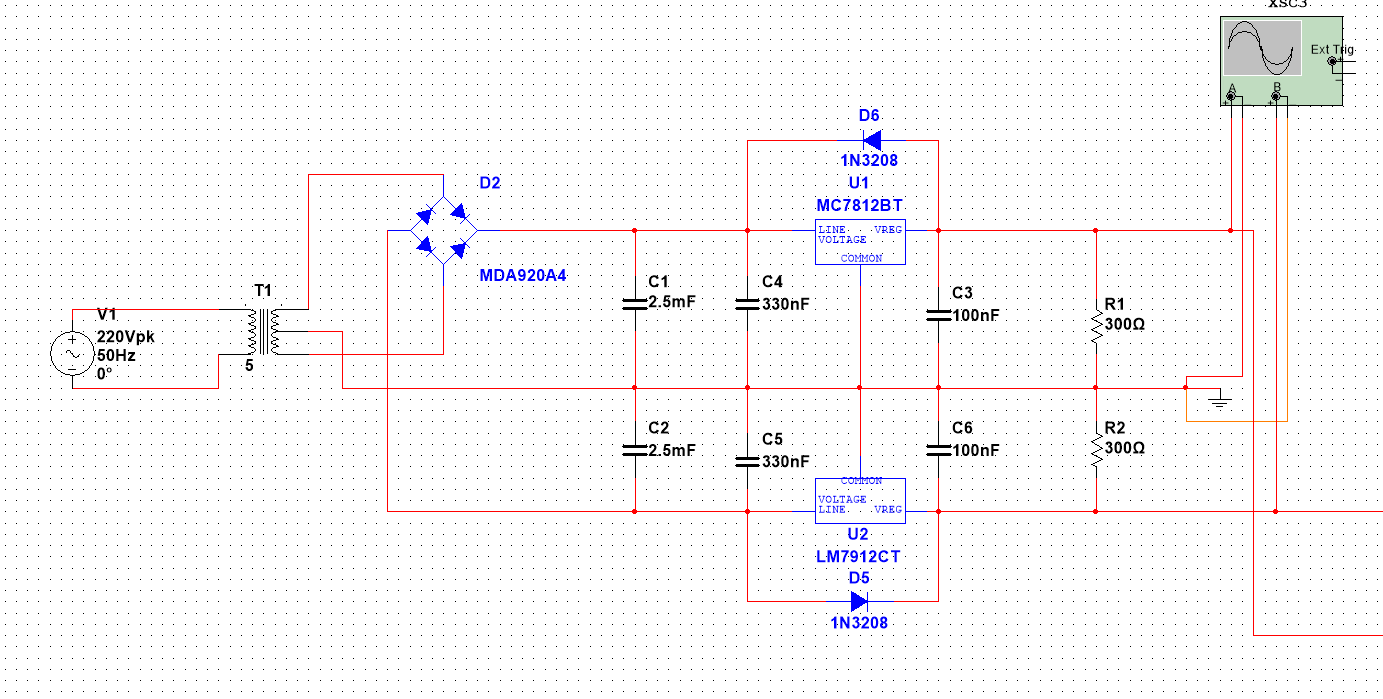 XSC3
Ext Trig
+
-
A
B
+
-
+
-
D6
1N3208
U1
MC7812BT
LINE VREG
VOLTAGE
COMMON
D2
MDA920A4
T1
5
V1
220Vpk
50Hz
0°
C1
2.5mF
C4
330nF
C3
100nF
R1
300Ω
C2
2.5mF
C5
330nF
C6
100nF
R2
300Ω
COMMON
VOLTAGE
LINE VREG
U2
LM7912CT
D5
1N3208